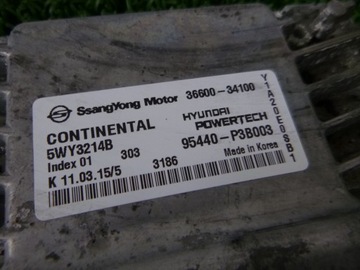 SsangYong Motor 36600-34100
CONTINENTAL HYUNDAI POWERTECH
5WY3214B 95440-P3B003
Index 01 303 Made in Korea
K 11.03.15/5 3186
Y1A20E08B1